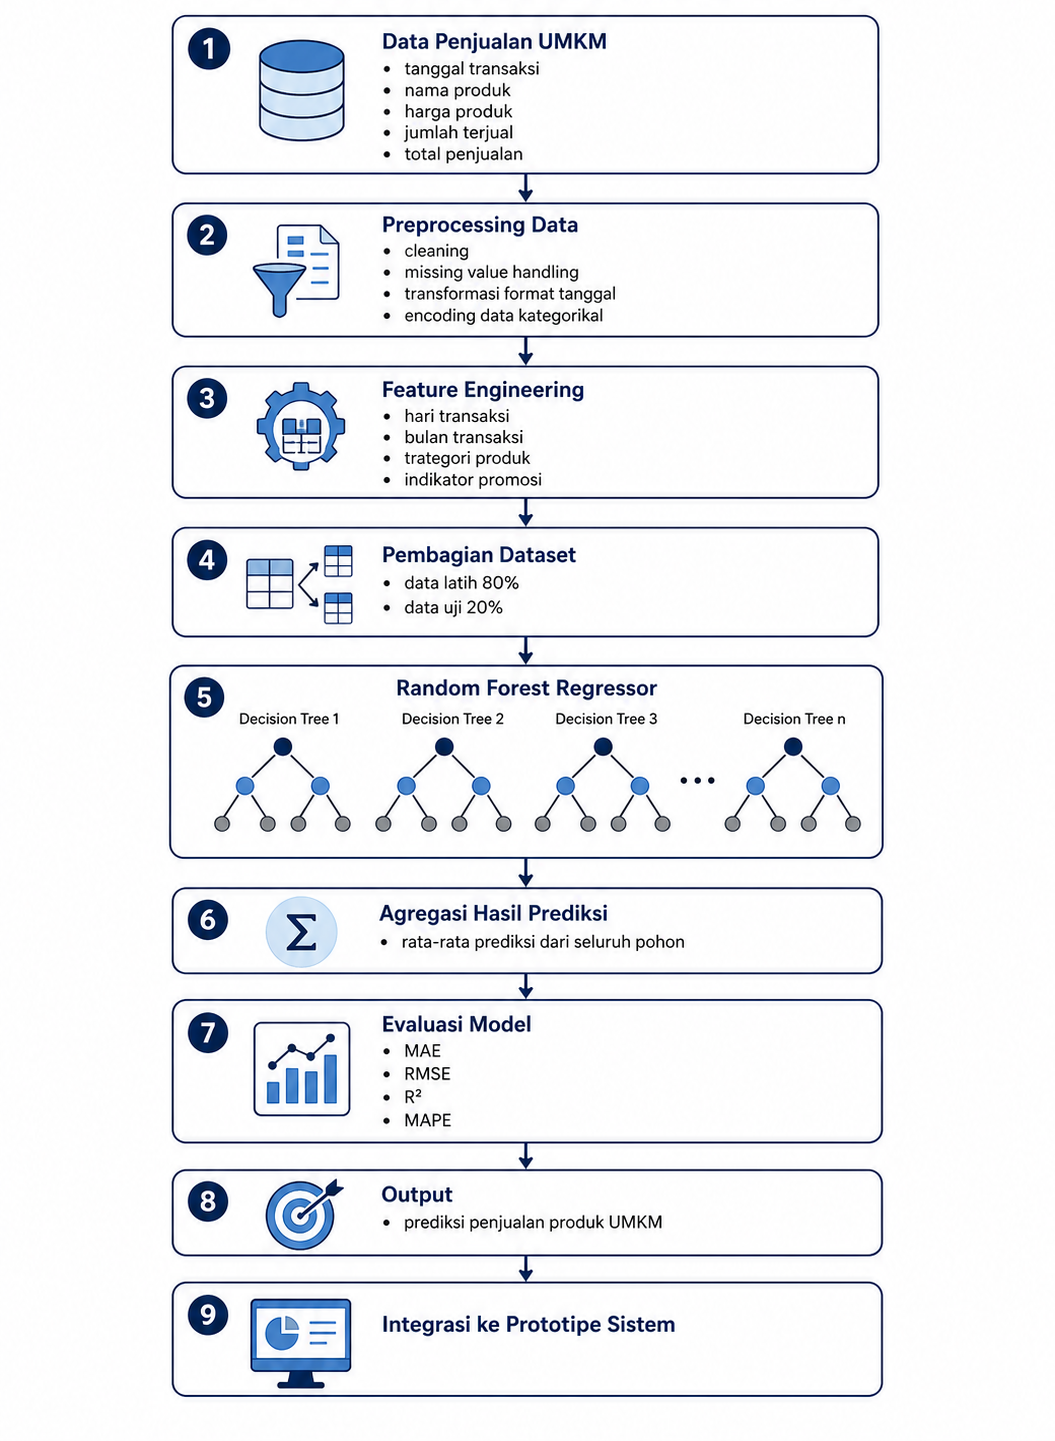 1
Data Penjualan UMKM
• tanggal transaksi
• nama produk
• harga produk
• jumlah terjual
• total penjualan
2
Preprocessing Data
• cleaning
• missing value handling
• transformasi format tanggal
• encoding data kategorikal
3
Feature Engineering
• hari transaksi
• bulan transaksi
• trategori produk
• indikator promosi
4
Pembagian Dataset
• data latih 80%
• data uji 20%
5
Random Forest Regressor
Decision Tree 1 Decision Tree 2 Decision Tree 3 Decision Tree n
...
6
Σ
Agregasi Hasil Prediksi
• rata-rata prediksi dari seluruh pohon
7
Evaluasi Model
• MAE
• RMSE
• R²
• MAPE
8
Output
• prediksi penjualan produk UMKM
9
Integrasi ke Prototipe Sistem